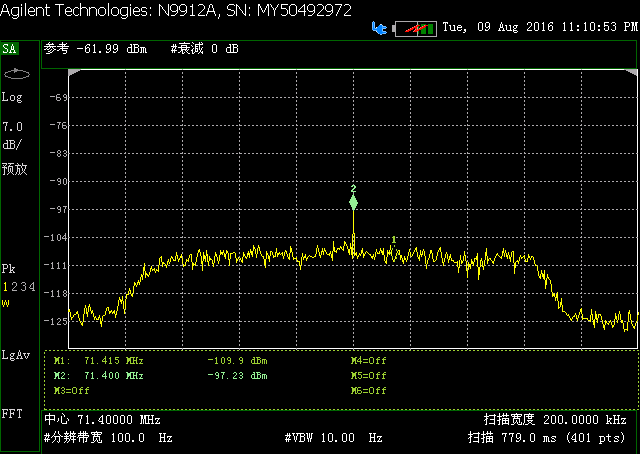 Agilent Technologies: N9912A, SN: MY50492972
Tue, 09 Aug 2016 11:10:53 PM
SA
参考 -61.99 dBm #衰减 0 dB
Log
7.0
dB/
预放
Pk
1 2 3 4
W
LgAv
FFT
-69
-76
-83
-90
-97
-104
-111
-118
-125
2
1
M1: 71.415 MHz -109.9 dBm M4=Off
M2: 71.400 MHz -97.23 dBm M5=Off
M3=Off M6=Off
中心 71.40000 MHz 扫描宽度 200.0000 kHz
#分辨带宽 100.0 Hz #VBW 10.00 Hz 扫描 779.0 ms (401 pts)